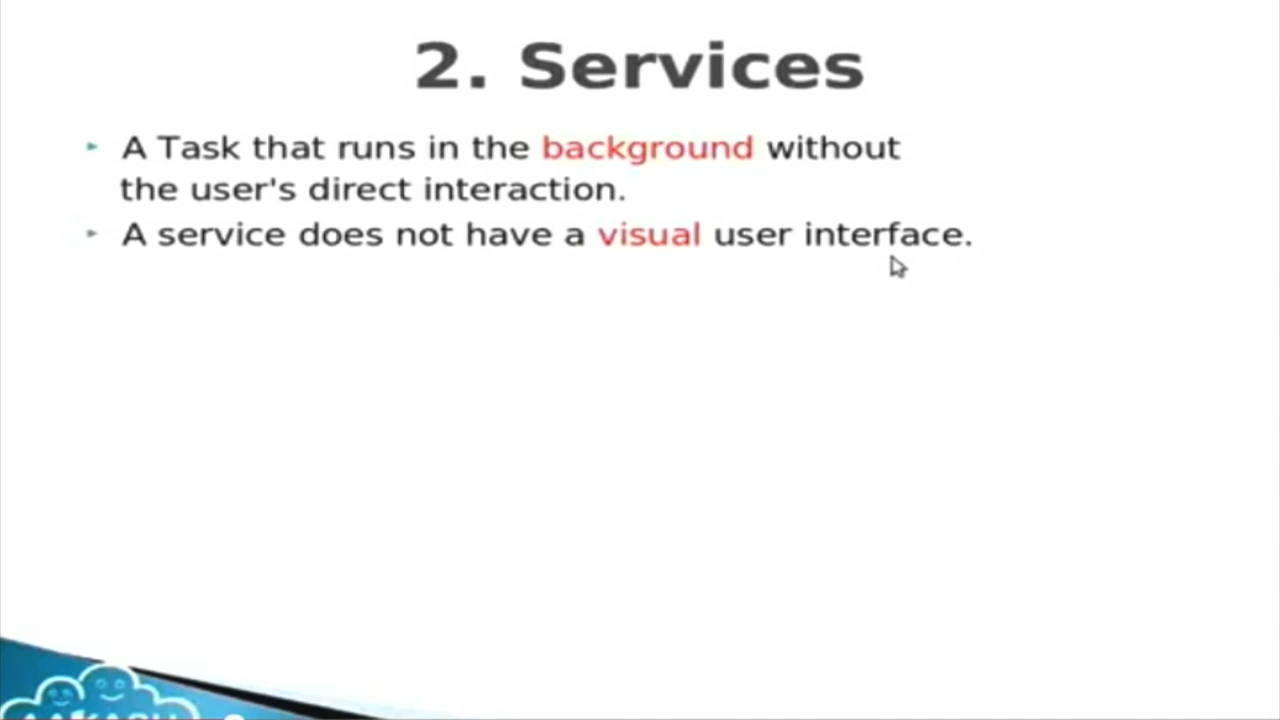 2. Services
A Task that runs in the background without
the user's direct interaction.
A service does not have a visual user interface.
AAKASH